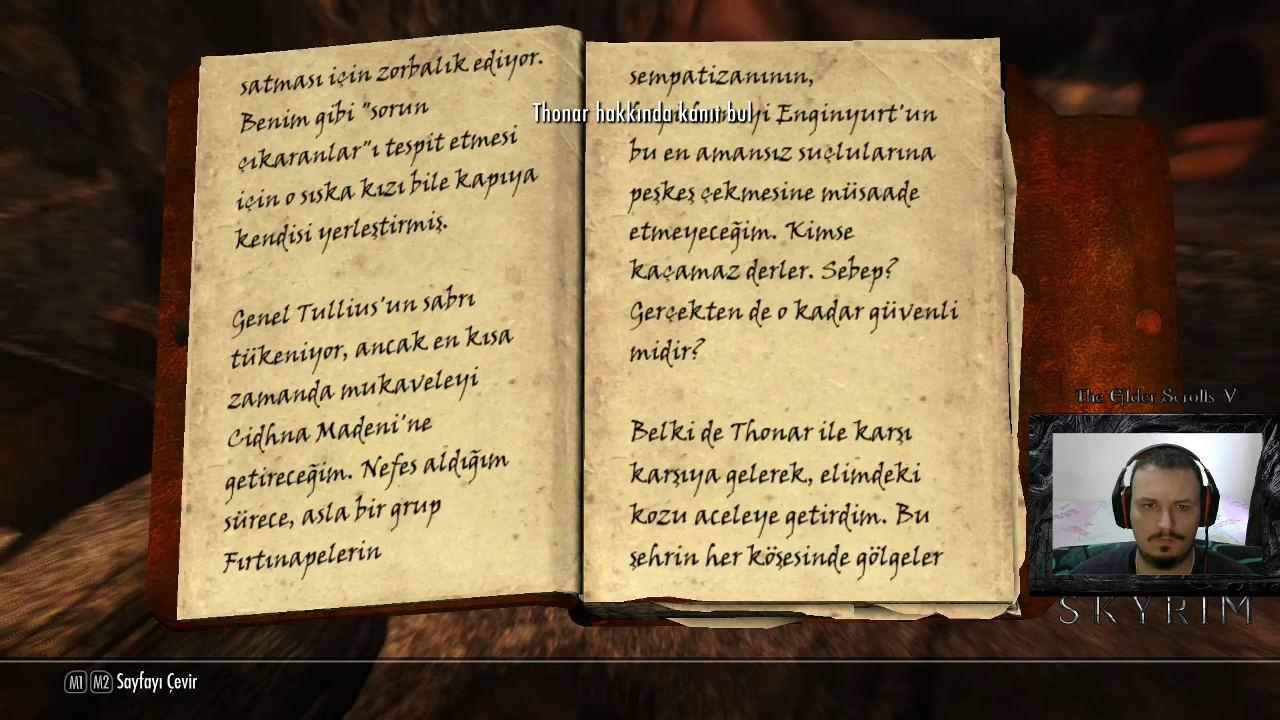 satması için zorbalık ediyor.
Benim gibi "sorun
çıkaranlar"ı tespit etmesi
için o sıska kızı bile kapıya
kendisi yerleştirmiş.
Genel Tullius'un sabrı
tükeniyor, ancak en kısa
zamanda mukaveleyi
Cidhna Madeni'ne
getireceğim. Nefes aldığım
sürece, asla bir grup
Fırtınapelerin
sempatizanının,
Enginyurt'un
bu en amansız suçlularına
peşkeş çekmesine müsaade
etmeyeceğim. Kimse
kaçamaz derler. Sebep?
Gerçekten de o kadar güvenli
midir?
Belki de Thonar ile karşı
karşıya gelerek, elimdeki
kozu aceleye getirdim. Bu
şehrin her köşesinde gölgeler
Thonar hakkında kanıt bul
The Elder Scrolls V
SKYRIM
M1 M2 Sayfayı Çevir